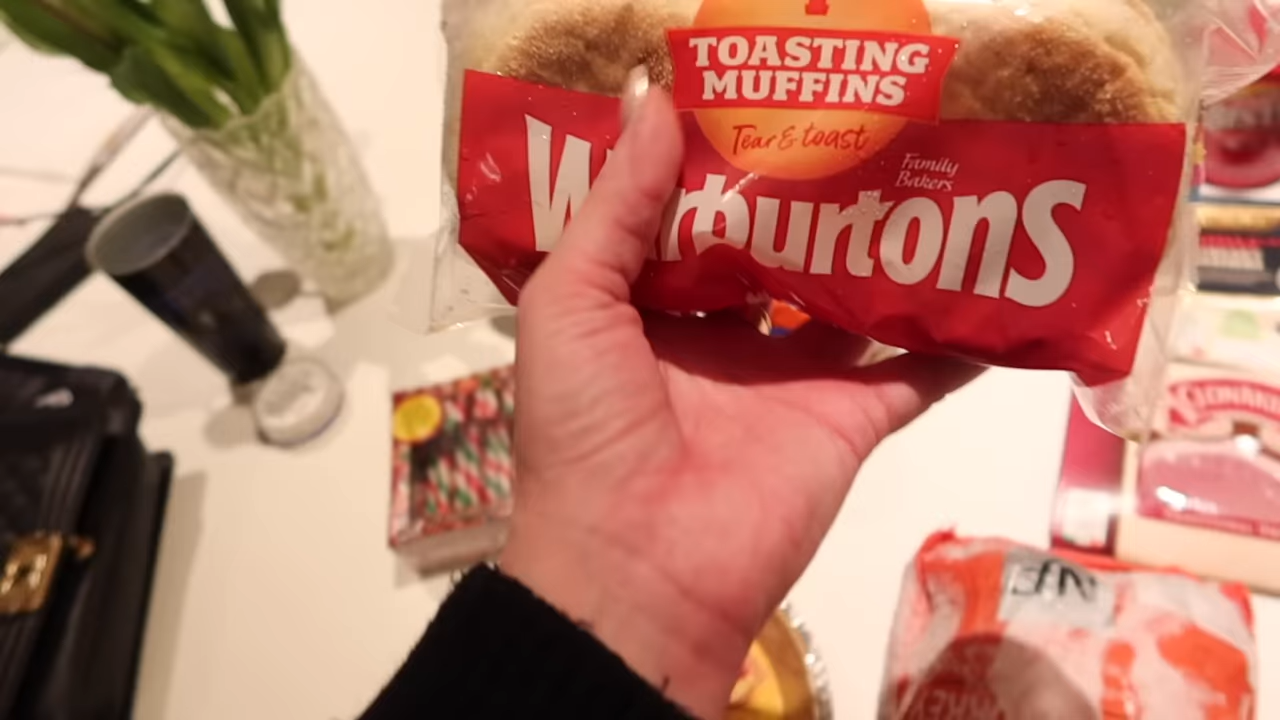 TOASTING
MUFFINS
Tear & toast
Family
Bakers
Warburtons